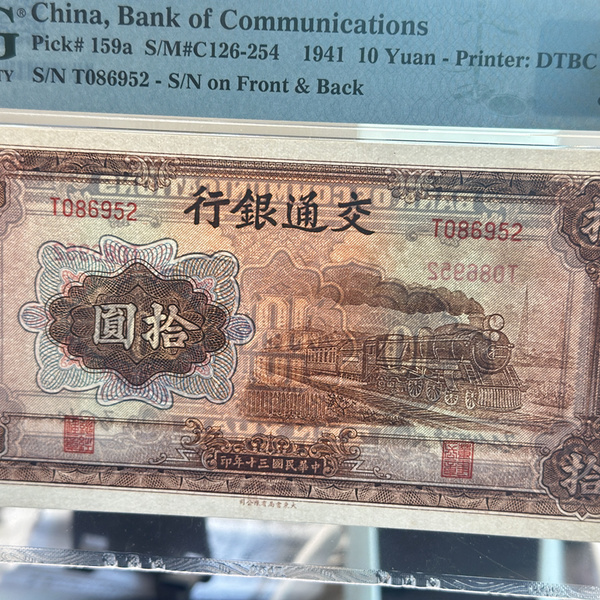 China, Bank of Communications
Pick# 159a S/M#C126-254 1941 10 Yuan - Printer: DTBC
S/N T086952 - S/N on Front & Back
行銀通交
T086952
T086952
圓拾
拾
印年十三國民華中